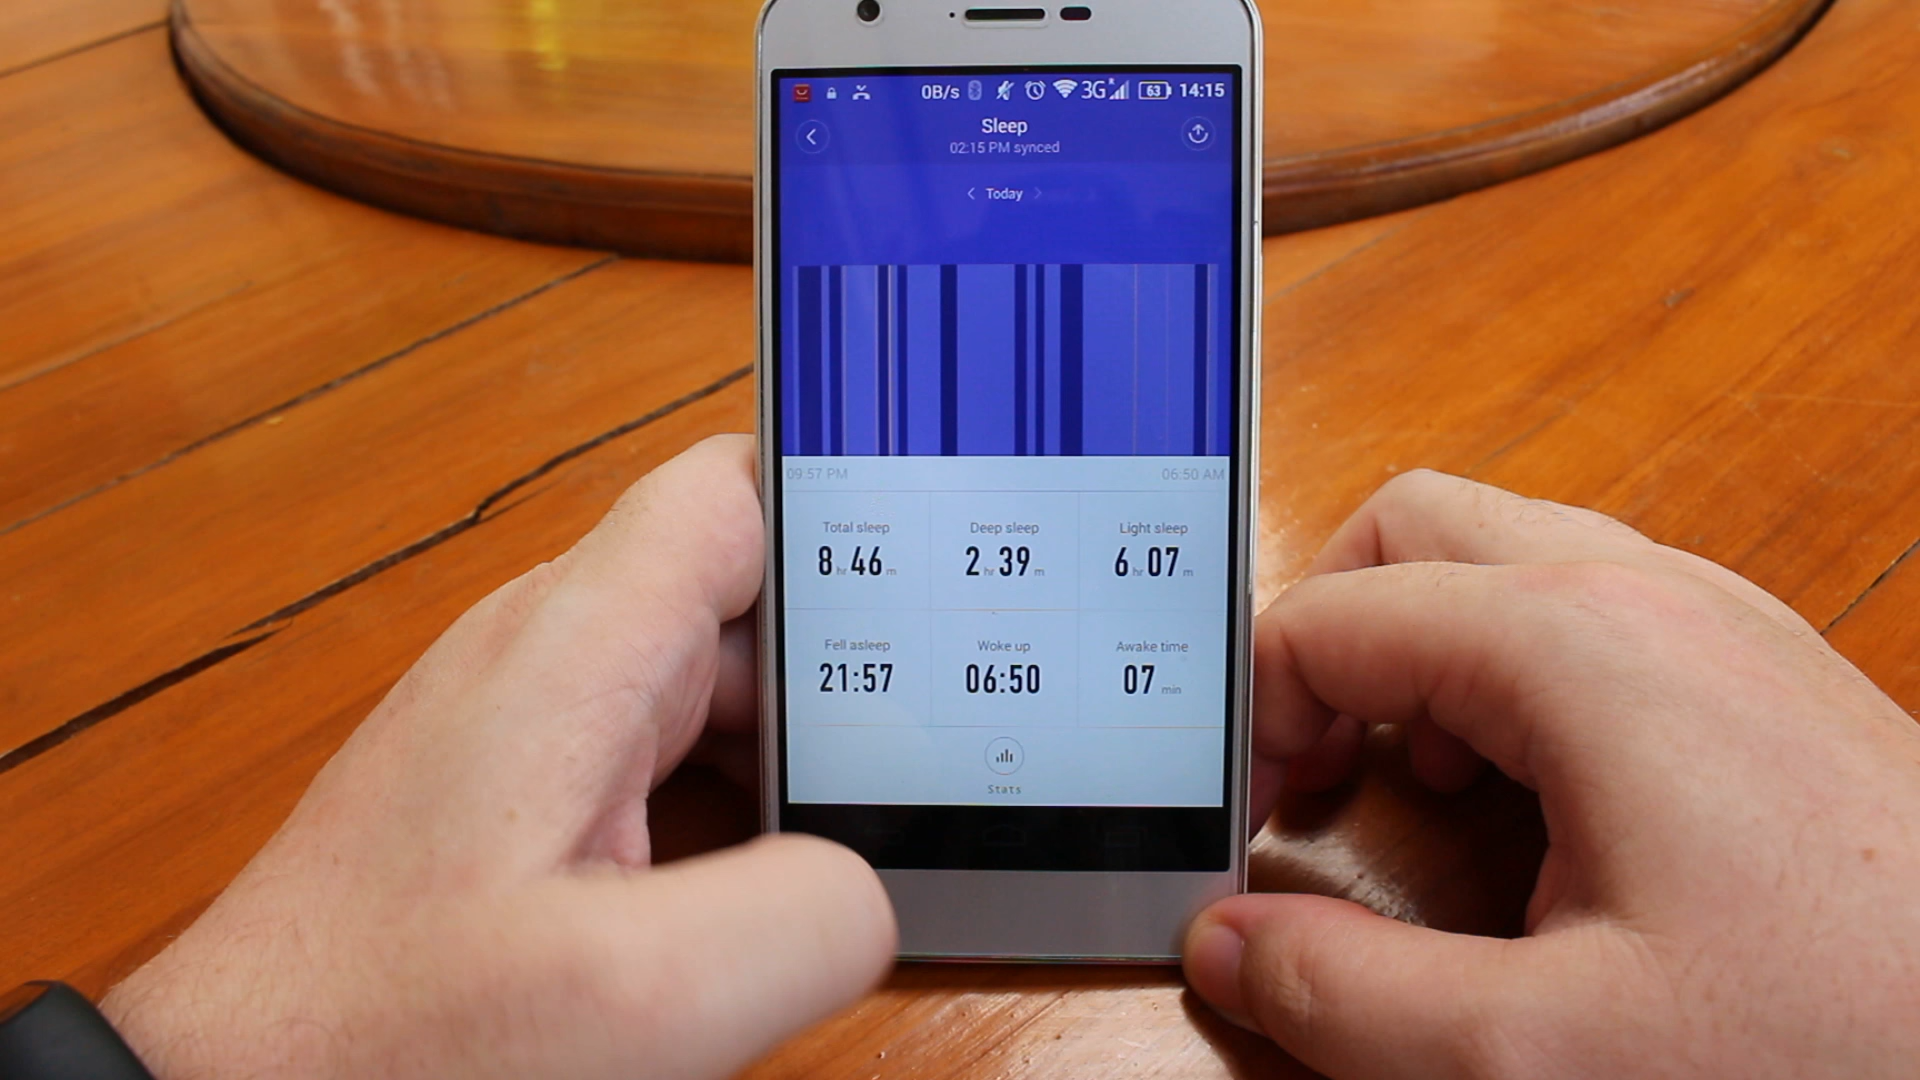 0B/s 3G 63 14:15
Sleep
02:15 PM synced
Today
09:57 PM 06:50 AM
Total sleep Deep sleep Light sleep
8 hr 46 m 2 hr 39 m 6 hr 07 m
Fell asleep Woke up Awake time
21:57 06:50 07 min
Stats